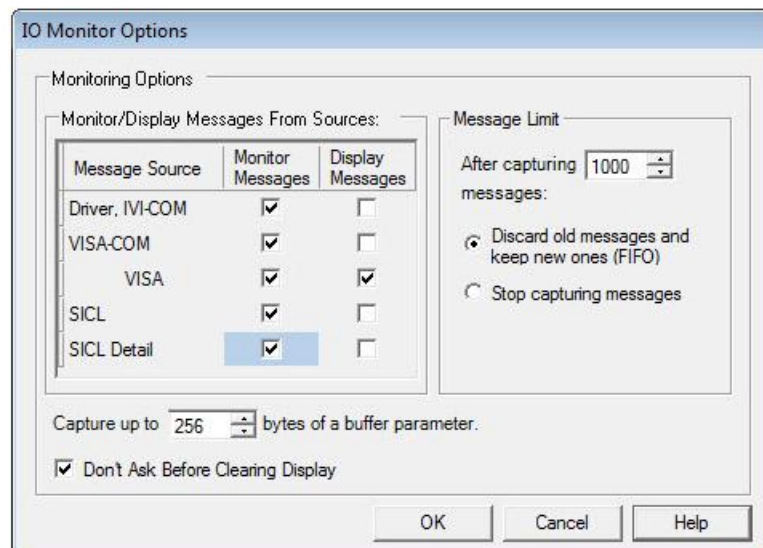 IO Monitor Options
Monitoring Options
Monitor/Display Messages From Sources:
Message Source Monitor Messages Display Messages
Driver, IVI-COM
VISA-COM
VISA
SICL
SICL Detail
Message Limit
After capturing 1000
messages:
Discard old messages and
keep new ones (FIFO)
Stop capturing messages
Capture up to 256 bytes of a buffer parameter.
Don't Ask Before Clearing Display
OK Cancel Help